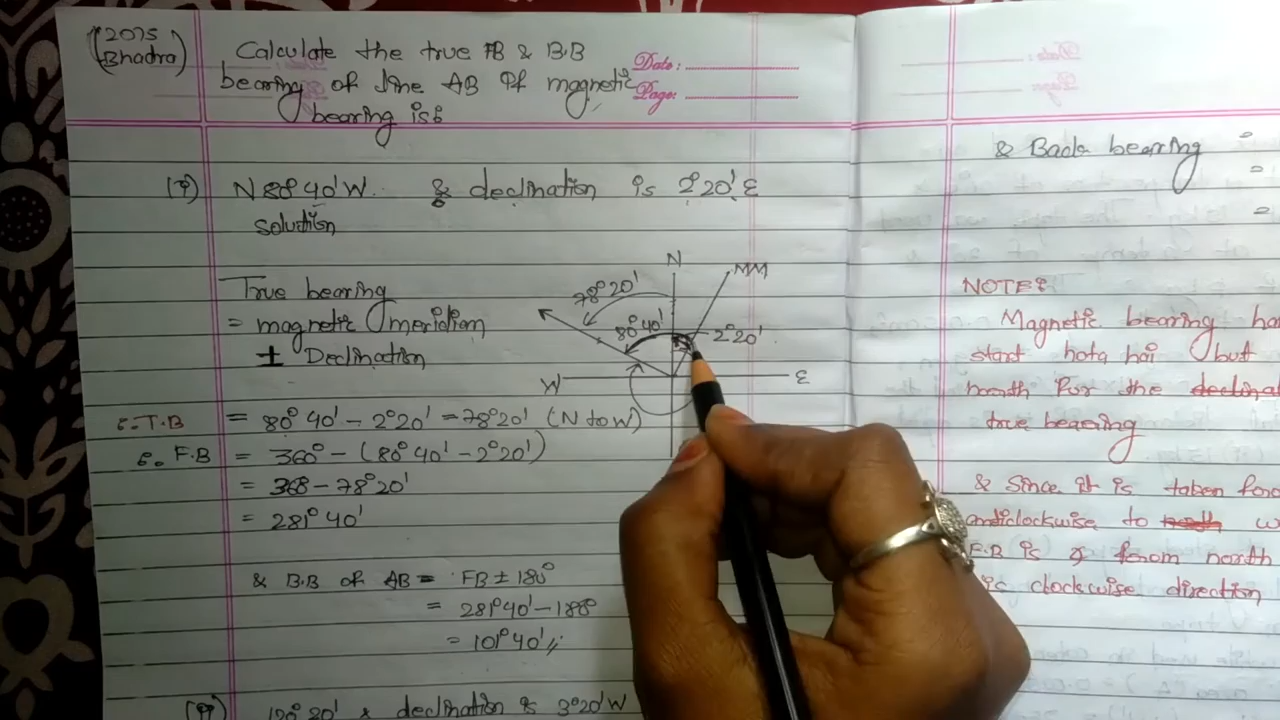 (2075 Bhadra)
Calculate the true FB & B.B
bearing of line AB if magnetic
bearing is:
Date:
Page:
(i) N 80° 40' W. & declination is 2° 20' E
solution
True bearing
= magnetic meridian
± Declination
∴ T.B = 80° 40' - 2° 20' = 78° 20' (N to W)
∴ F.B = 360° - (80° 40' - 2° 20')
= 360 - 78° 20'
= 281° 40'
& B.B of AB = FB ± 180°
= 281° 40' - 180°
= 101° 40' //
(ii) 120° 20' & declination is 3° 20' W
N
MM
78° 20'
80° 40'
2° 20'
W
E
& Back bearing
NOTE:
Magnetic bearing ha
start hota hai but
north for the declina
true bearing
& since it is taken
anticlockwise to north w
F.B is from north
clockwise direction